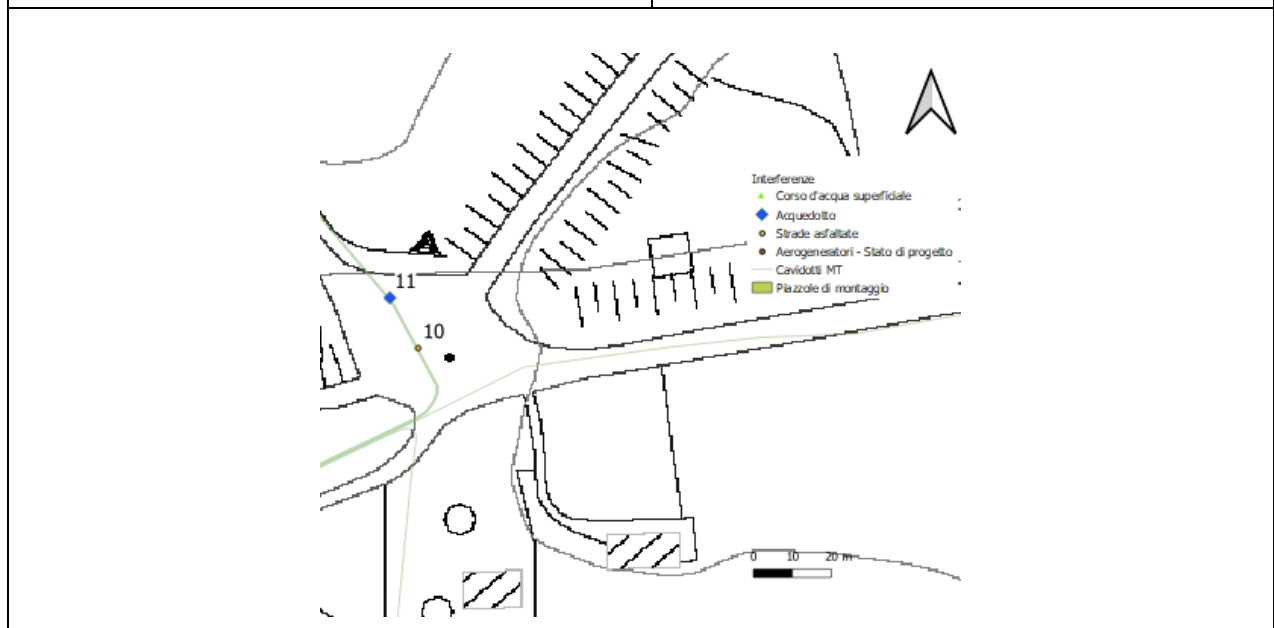 Interferenze
Corso d'acqua superficiale
Acquedotto
Strade asfaltate
Aerogeneratori - Stato di progetto
Cavidotti MT
Piazzole di montaggio
11
10
0 10 20 m